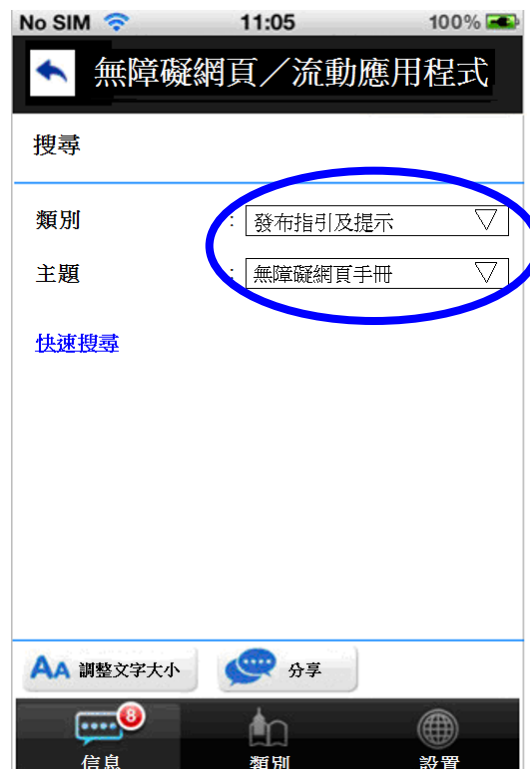 No SIM 11:05 100%
無障礙網頁／流動應用程式
搜尋
類別 : 發布指引及提示
主題 : 無障礙網頁手冊
快速搜尋
AA 調整文字大小 分享
8
信息 類別 設置